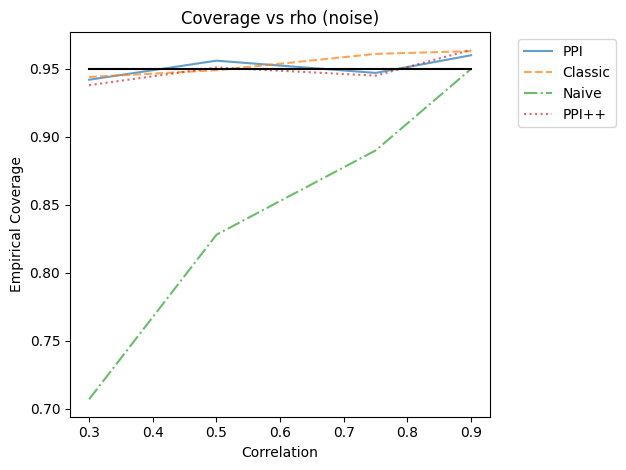 Coverage vs rho (noise)
PPI
Classic
Naive
PPI++
0.95
0.90
0.85
0.80
0.75
0.70
Empirical Coverage
0.3 0.4 0.5 0.6 0.7 0.8 0.9
Correlation